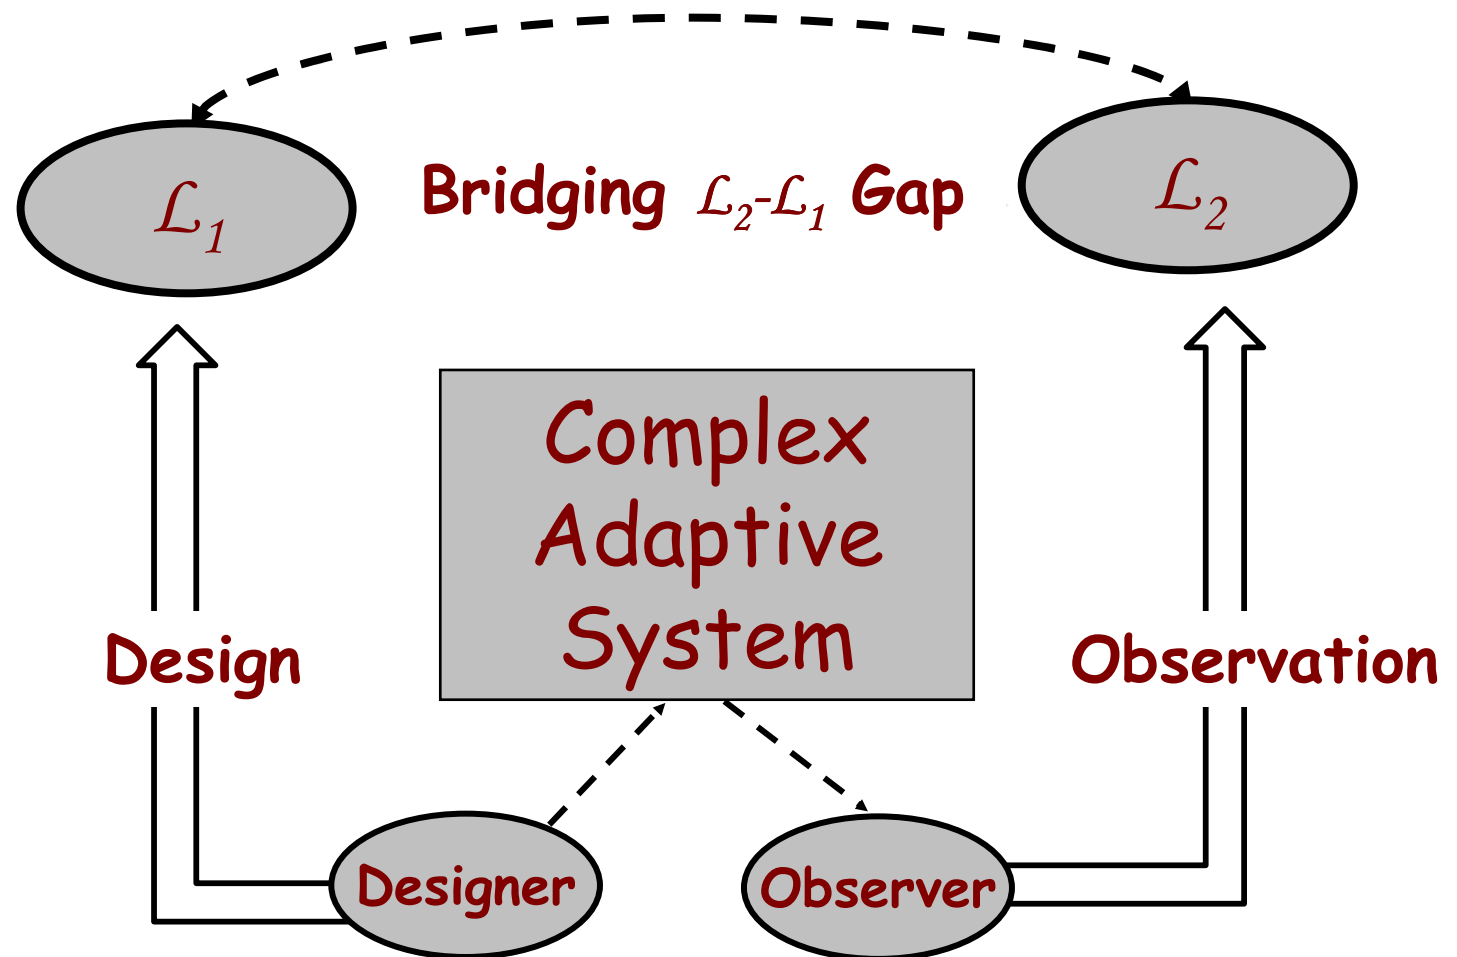 ℒ1
Bridging ℒ2-ℒ1 Gap
ℒ2
Complex
Adaptive
System
Design
Observation
Designer
Observer